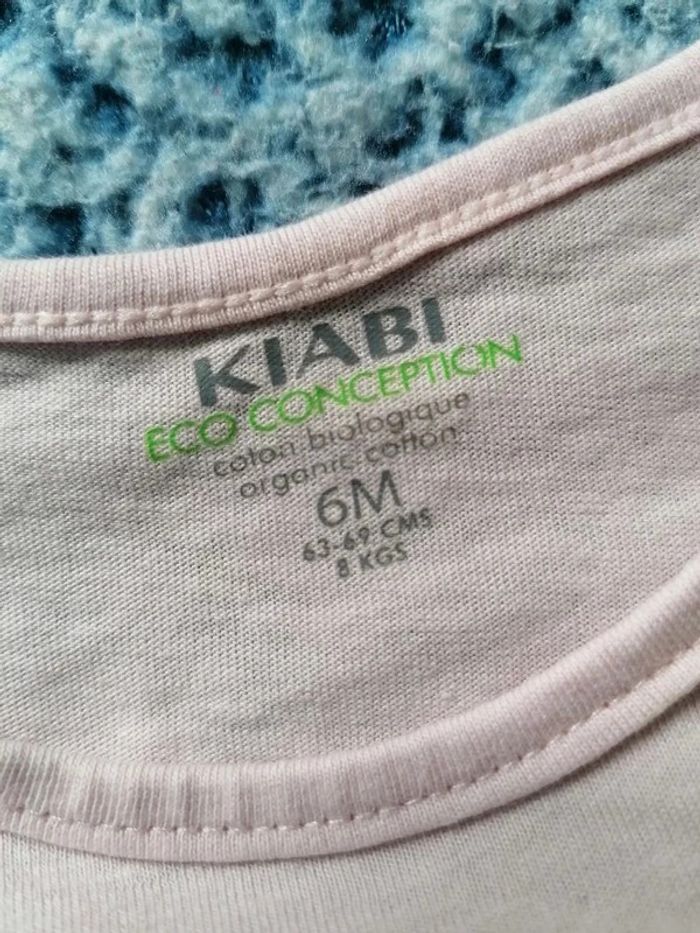 KIABI
ECO CONCEPTION
coton biologique
organic cotton
6M
63-69 CMS
8 KGS